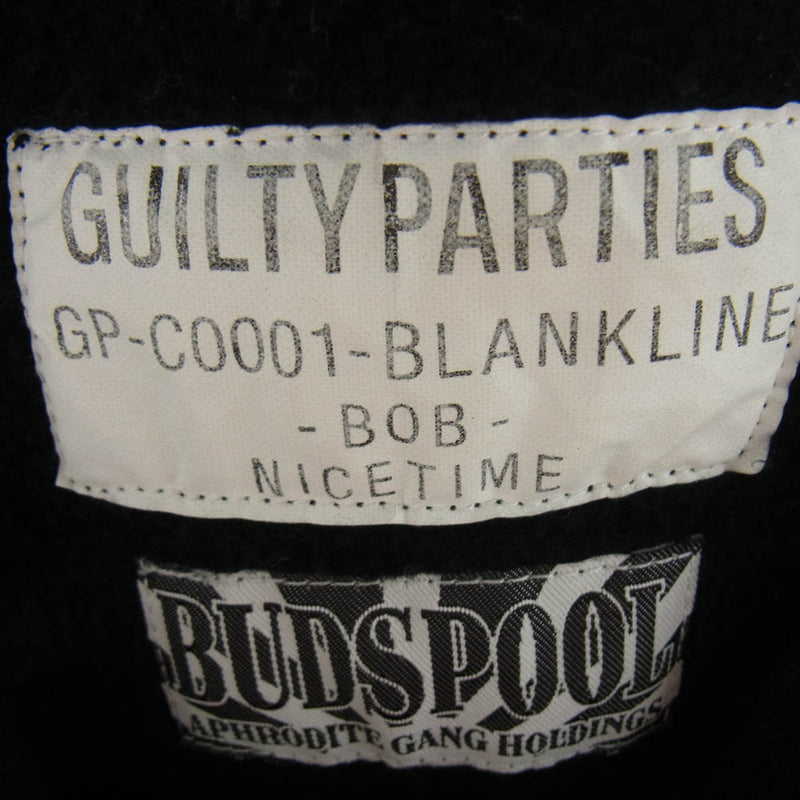 GUILTY PARTIES
GP-C0001-BLANKLINE
-BOB-
NICETIME
BUDSPOOL
APHRODITE GANG HOLDINGS